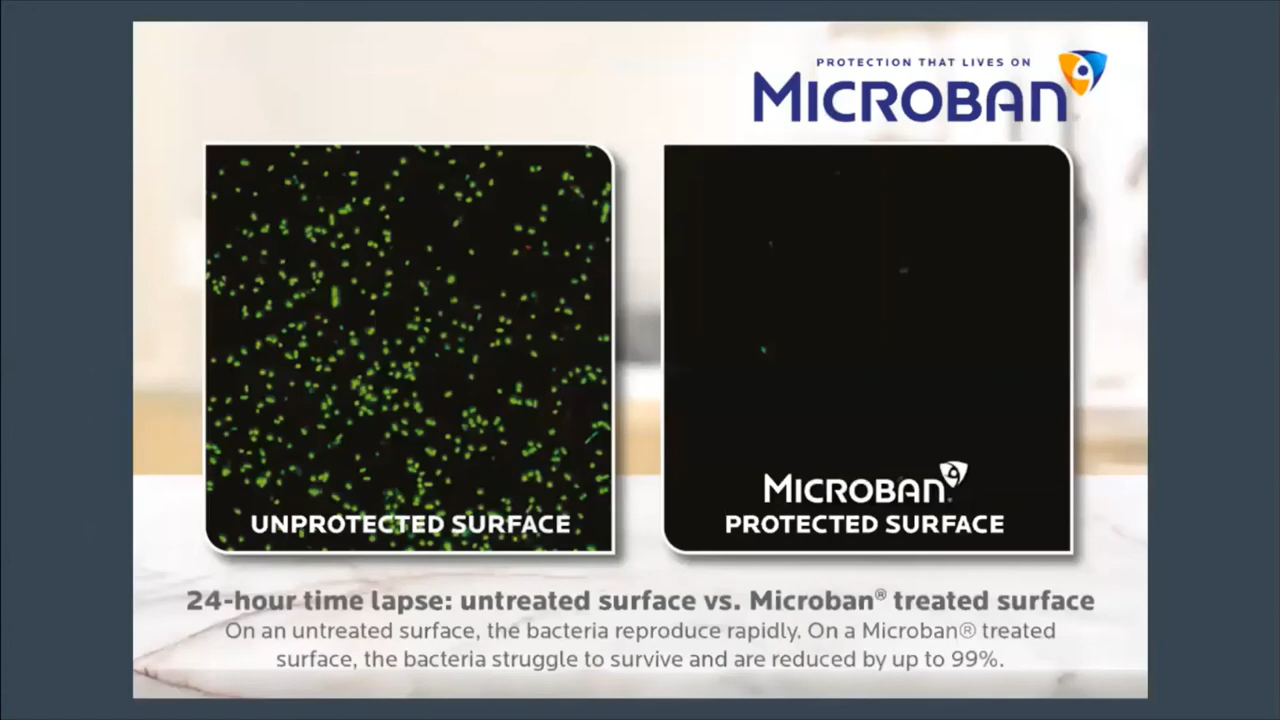 PROTECTION THAT LIVES ON
MICROBAN
UNPROTECTED SURFACE
MICROBAN
PROTECTED SURFACE
24-hour time lapse: untreated surface vs. Microban® treated surface
On an untreated surface, the bacteria reproduce rapidly. On a Microban® treated
surface, the bacteria struggle to survive and are reduced by up to 99%.